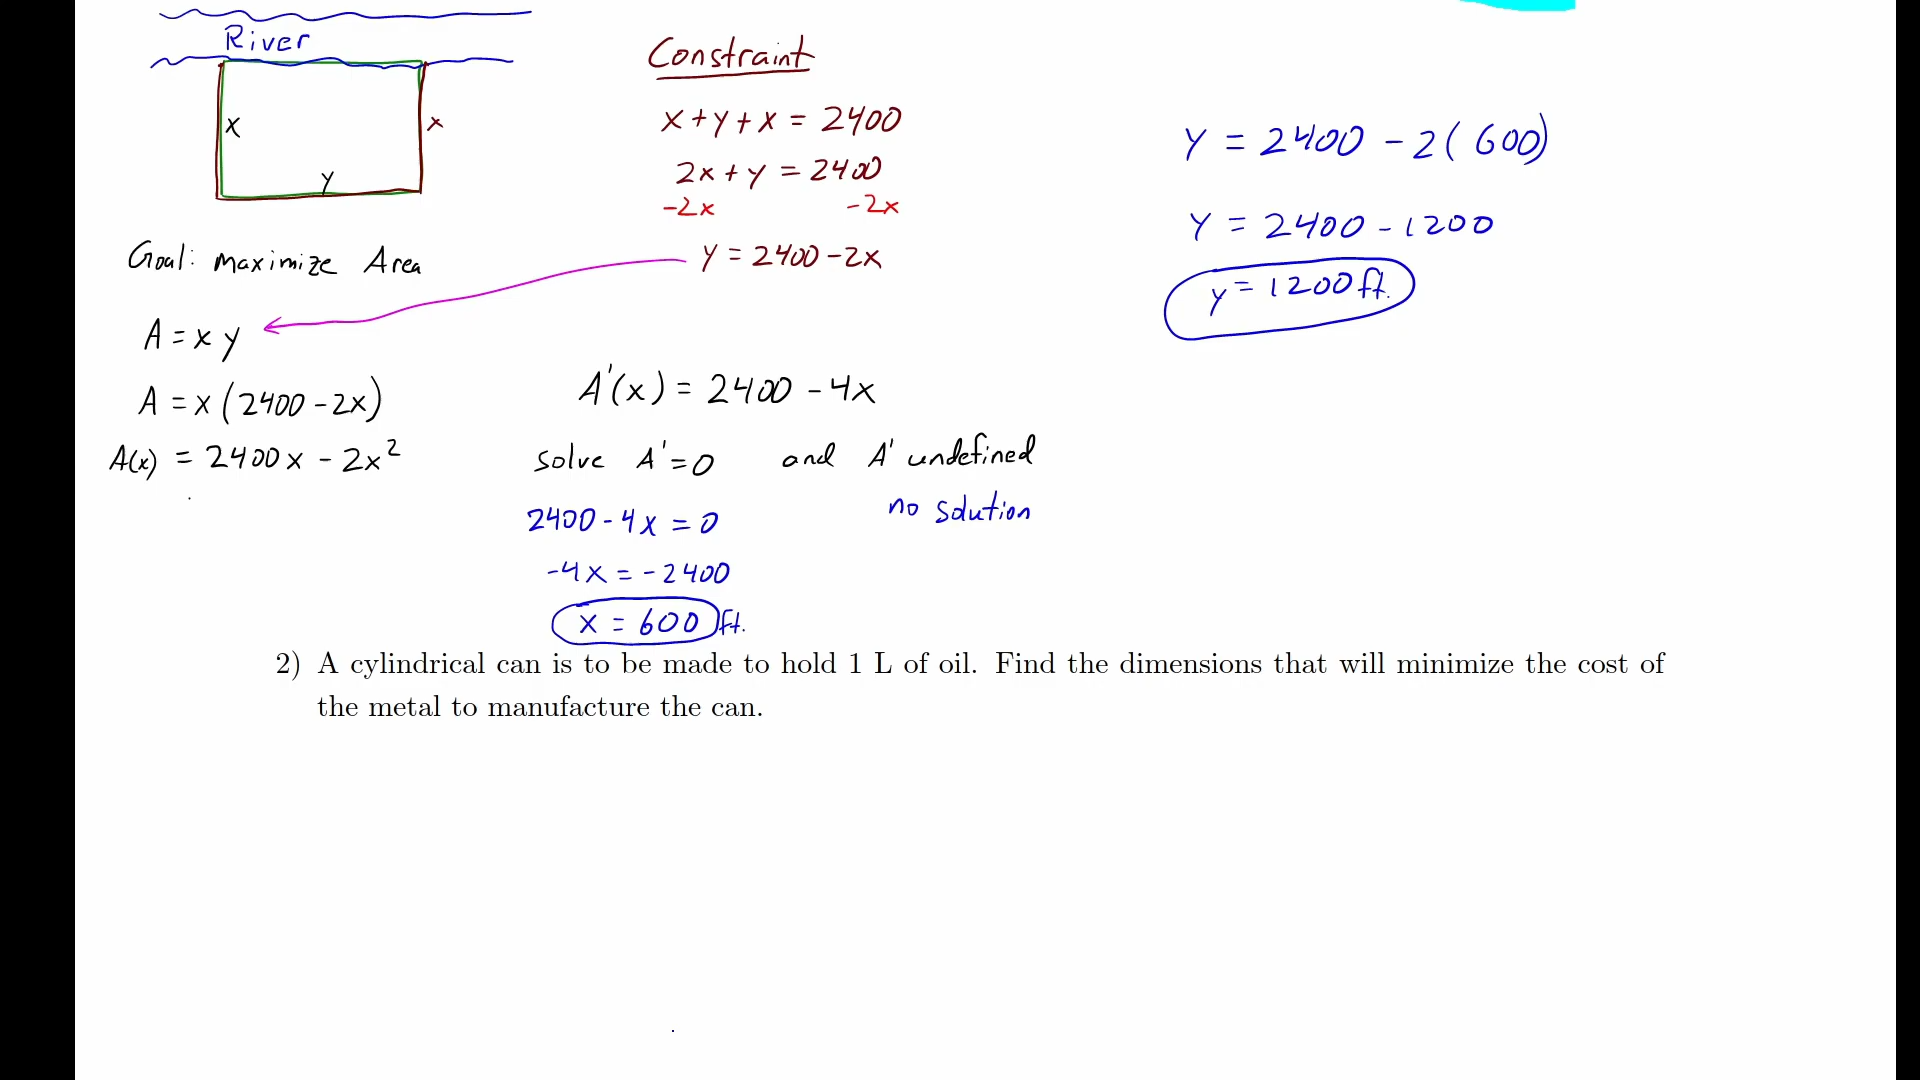 River
x
x
y
Goal: maximize Area
A = x y
A = x (2400 - 2x)
A(x) = 2400x - 2x²
Constraint
x + y + x = 2400
2x + y = 2400
-2x -2x
y = 2400 - 2x
A'(x) = 2400 - 4x
solve A' = 0 and A' undefined
2400 - 4x = 0 no solution
-4x = -2400
x = 600 ft.
y = 2400 - 2(600)
y = 2400 - 1200
y = 1200 ft.
2) A cylindrical can is to be made to hold 1 L of oil. Find the dimensions that will minimize the cost of
the metal to manufacture the can.